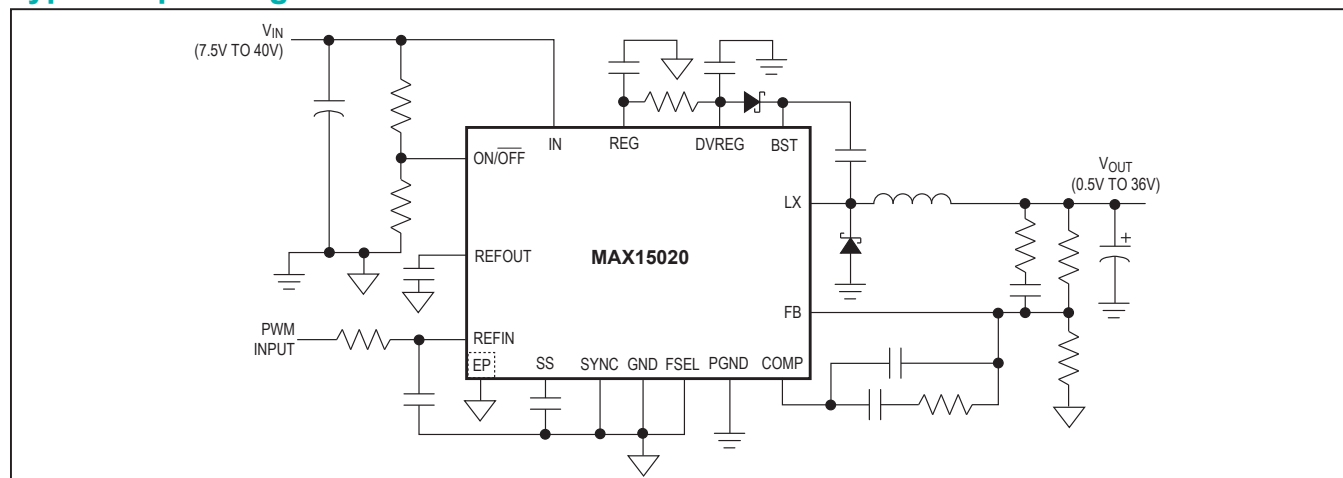 VIN
(7.5V TO 40V)
IN
REG
DVREG
BST
ON/OFF
LX
VOUT
(0.5V TO 36V)
REFOUT
MAX15020
FB
+
PWM
INPUT
REFIN
EP
SS
SYNC
GND
FSEL
PGND
COMP